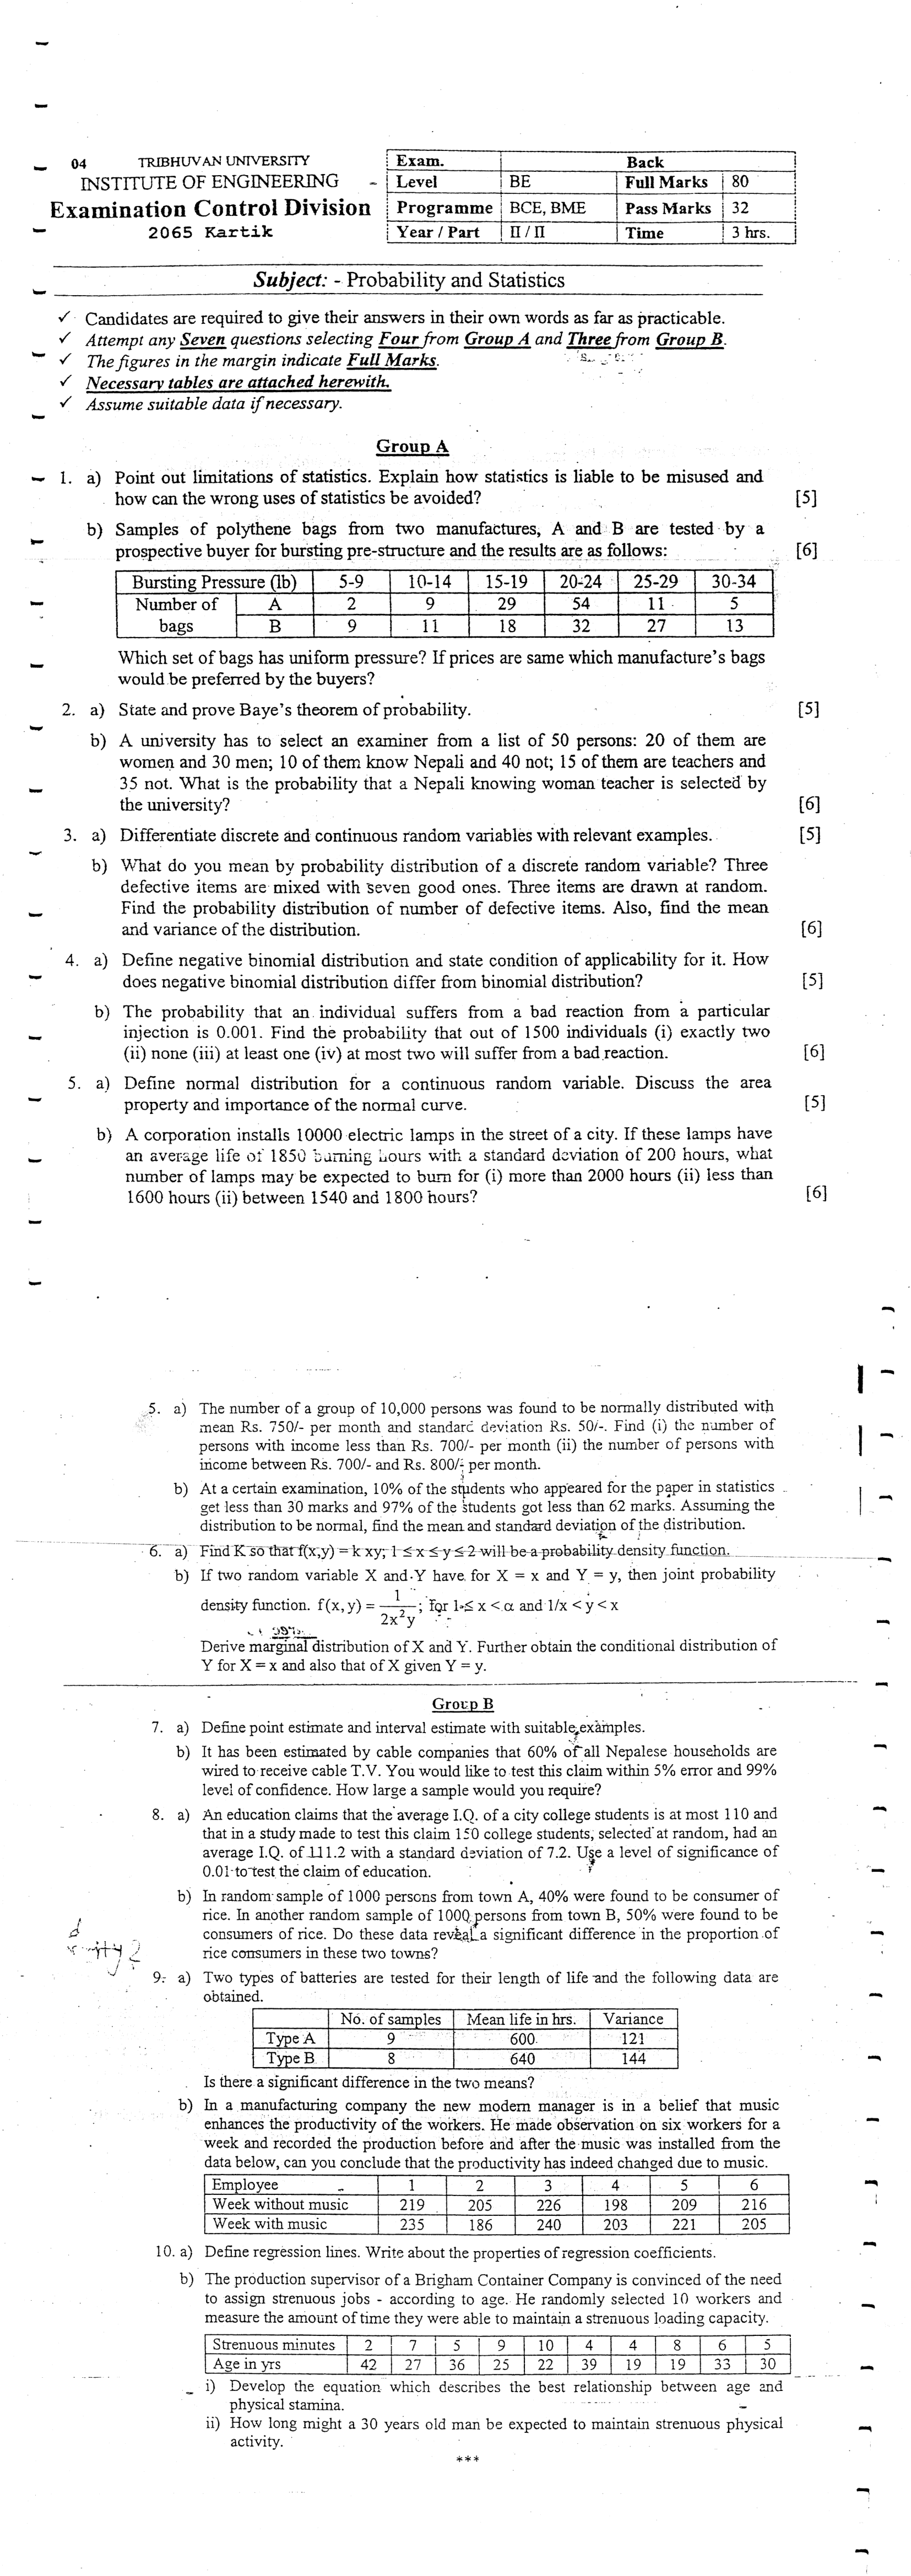 04 TRIBHUVAN UNIVERSITY
INSTITUTE OF ENGINEERING
Examination Control Division
2065 Kartik
Exam. Back
Level BE Full Marks 80
Programme BCE, BME Pass Marks 32
Year / Part II / II Time 3 hrs.
Subject: - Probability and Statistics
✓ Candidates are required to give their answers in their own words as far as practicable.
✓ Attempt any Seven questions selecting Four from Group A and Three from Group B.
✓ The figures in the margin indicate Full Marks.
✓ Necessary tables are attached herewith.
✓ Assume suitable data if necessary.
Group A
1. a) Point out limitations of statistics. Explain how statistics is liable to be misused and
how can the wrong uses of statistics be avoided? [5]
b) Samples of polythene bags from two manufactures, A and B are tested by a
prospective buyer for bursting pre-structure and the results are as follows: [6]
Bursting Pressure (lb) 5-9 10-14 15-19 20-24 25-29 30-34
Number of A 2 9 29 54 11 5
bags B 9 11 18 32 27 13
Which set of bags has uniform pressure? If prices are same which manufacture's bags
would be preferred by the buyers?
2. a) State and prove Baye's theorem of probability. [5]
b) A university has to select an examiner from a list of 50 persons: 20 of them are
women and 30 men; 10 of them know Nepali and 40 not; 15 of them are teachers and
35 not. What is the probability that a Nepali knowing woman teacher is selected by
the university? [6]
3. a) Differentiate discrete and continuous random variables with relevant examples. [5]
b) What do you mean by probability distribution of a discrete random variable? Three
defective items are mixed with seven good ones. Three items are drawn at random.
Find the probability distribution of number of defective items. Also, find the mean
and variance of the distribution. [6]
4. a) Define negative binomial distribution and state condition of applicability for it. How
does negative binomial distribution differ from binomial distribution? [5]
b) The probability that an individual suffers from a bad reaction from a particular
injection is 0.001. Find the probability that out of 1500 individuals (i) exactly two
(ii) none (iii) at least one (iv) at most two will suffer from a bad reaction. [6]
5. a) Define normal distribution for a continuous random variable. Discuss the area
property and importance of the normal curve. [5]
b) A corporation installs 10000 electric lamps in the street of a city. If these lamps have
an average life of 1850 burning hours with a standard deviation of 200 hours, what
number of lamps may be expected to burn for (i) more than 2000 hours (ii) less than
1600 hours (ii) between 1540 and 1800 hours? [6]
5. a) The number of a group of 10,000 persons was found to be normally distributed with
mean Rs. 750/- per month and standard deviation Rs. 50/-. Find (i) the number of
persons with income less than Rs. 700/- per month (ii) the number of persons with
income between Rs. 700/- and Rs. 800/- per month.
b) At a certain examination, 10% of the students who appeared for the paper in statistics
get less than 30 marks and 97% of the students got less than 62 marks. Assuming the
distribution to be normal, find the mean and standard deviation of the distribution.
6. a) Find K so that f(x,y) = k xy; 1 ≤ x ≤ y ≤ 2 will be a probability density function.
b) If two random variable X and Y have for X = x and Y = y, then joint probability
density function. f(x, y) = 1/(2x²y); for 1 ≤ x < α and 1/x < y < x
Derive marginal distribution of X and Y. Further obtain the conditional distribution of
Y for X = x and also that of X given Y = y.
Group B
7. a) Define point estimate and interval estimate with suitable examples.
b) It has been estimated by cable companies that 60% of all Nepalese households are
wired to receive cable T.V. You would like to test this claim within 5% error and 99%
level of confidence. How large a sample would you require?
8. a) An education claims that the average I.Q. of a city college students is at most 110 and
that in a study made to test this claim 150 college students, selected at random, had an
average I.Q. of 111.2 with a standard deviation of 7.2. Use a level of significance of
0.01 to test the claim of education.
b) In random sample of 1000 persons from town A, 40% were found to be consumer of
rice. In another random sample of 1000 persons from town B, 50% were found to be
consumers of rice. Do these data reveal a significant difference in the proportion of
rice consumers in these two towns?
9. a) Two types of batteries are tested for their length of life and the following data are
obtained.
No. of samples Mean life in hrs. Variance
Type A 9 600 121
Type B 8 640 144
Is there a significant difference in the two means?
b) In a manufacturing company the new modern manager is in a belief that music
enhances the productivity of the workers. He made observation on six workers for a
week and recorded the production before and after the music was installed from the
data below, can you conclude that the productivity has indeed changed due to music.
Employee 1 2 3 4 5 6
Week without music 219 205 226 198 209 216
Week with music 235 186 240 203 221 205
10. a) Define regression lines. Write about the properties of regression coefficients.
b) The production supervisor of a Brigham Container Company is convinced of the need
to assign strenuous jobs - according to age. He randomly selected 10 workers and
measure the amount of time they were able to maintain a strenuous loading capacity.
Strenuous minutes 2 7 5 9 10 4 4 8 6 5
Age in yrs 42 27 36 25 22 39 19 19 33 30
i) Develop the equation which describes the best relationship between age and
physical stamina.
ii) How long might a 30 years old man be expected to maintain strenuous physical
activity.
***